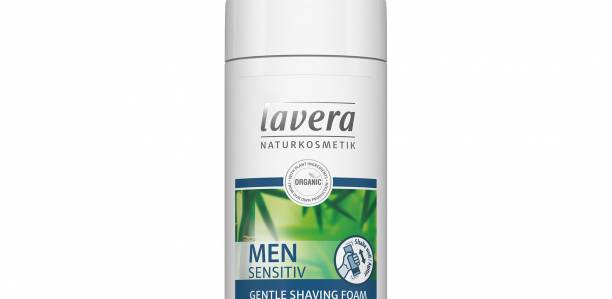 lavera
NATURKOSMETIK
ORGANIC
MEN
SENSITIV
GENTLE SHAVING FOAM